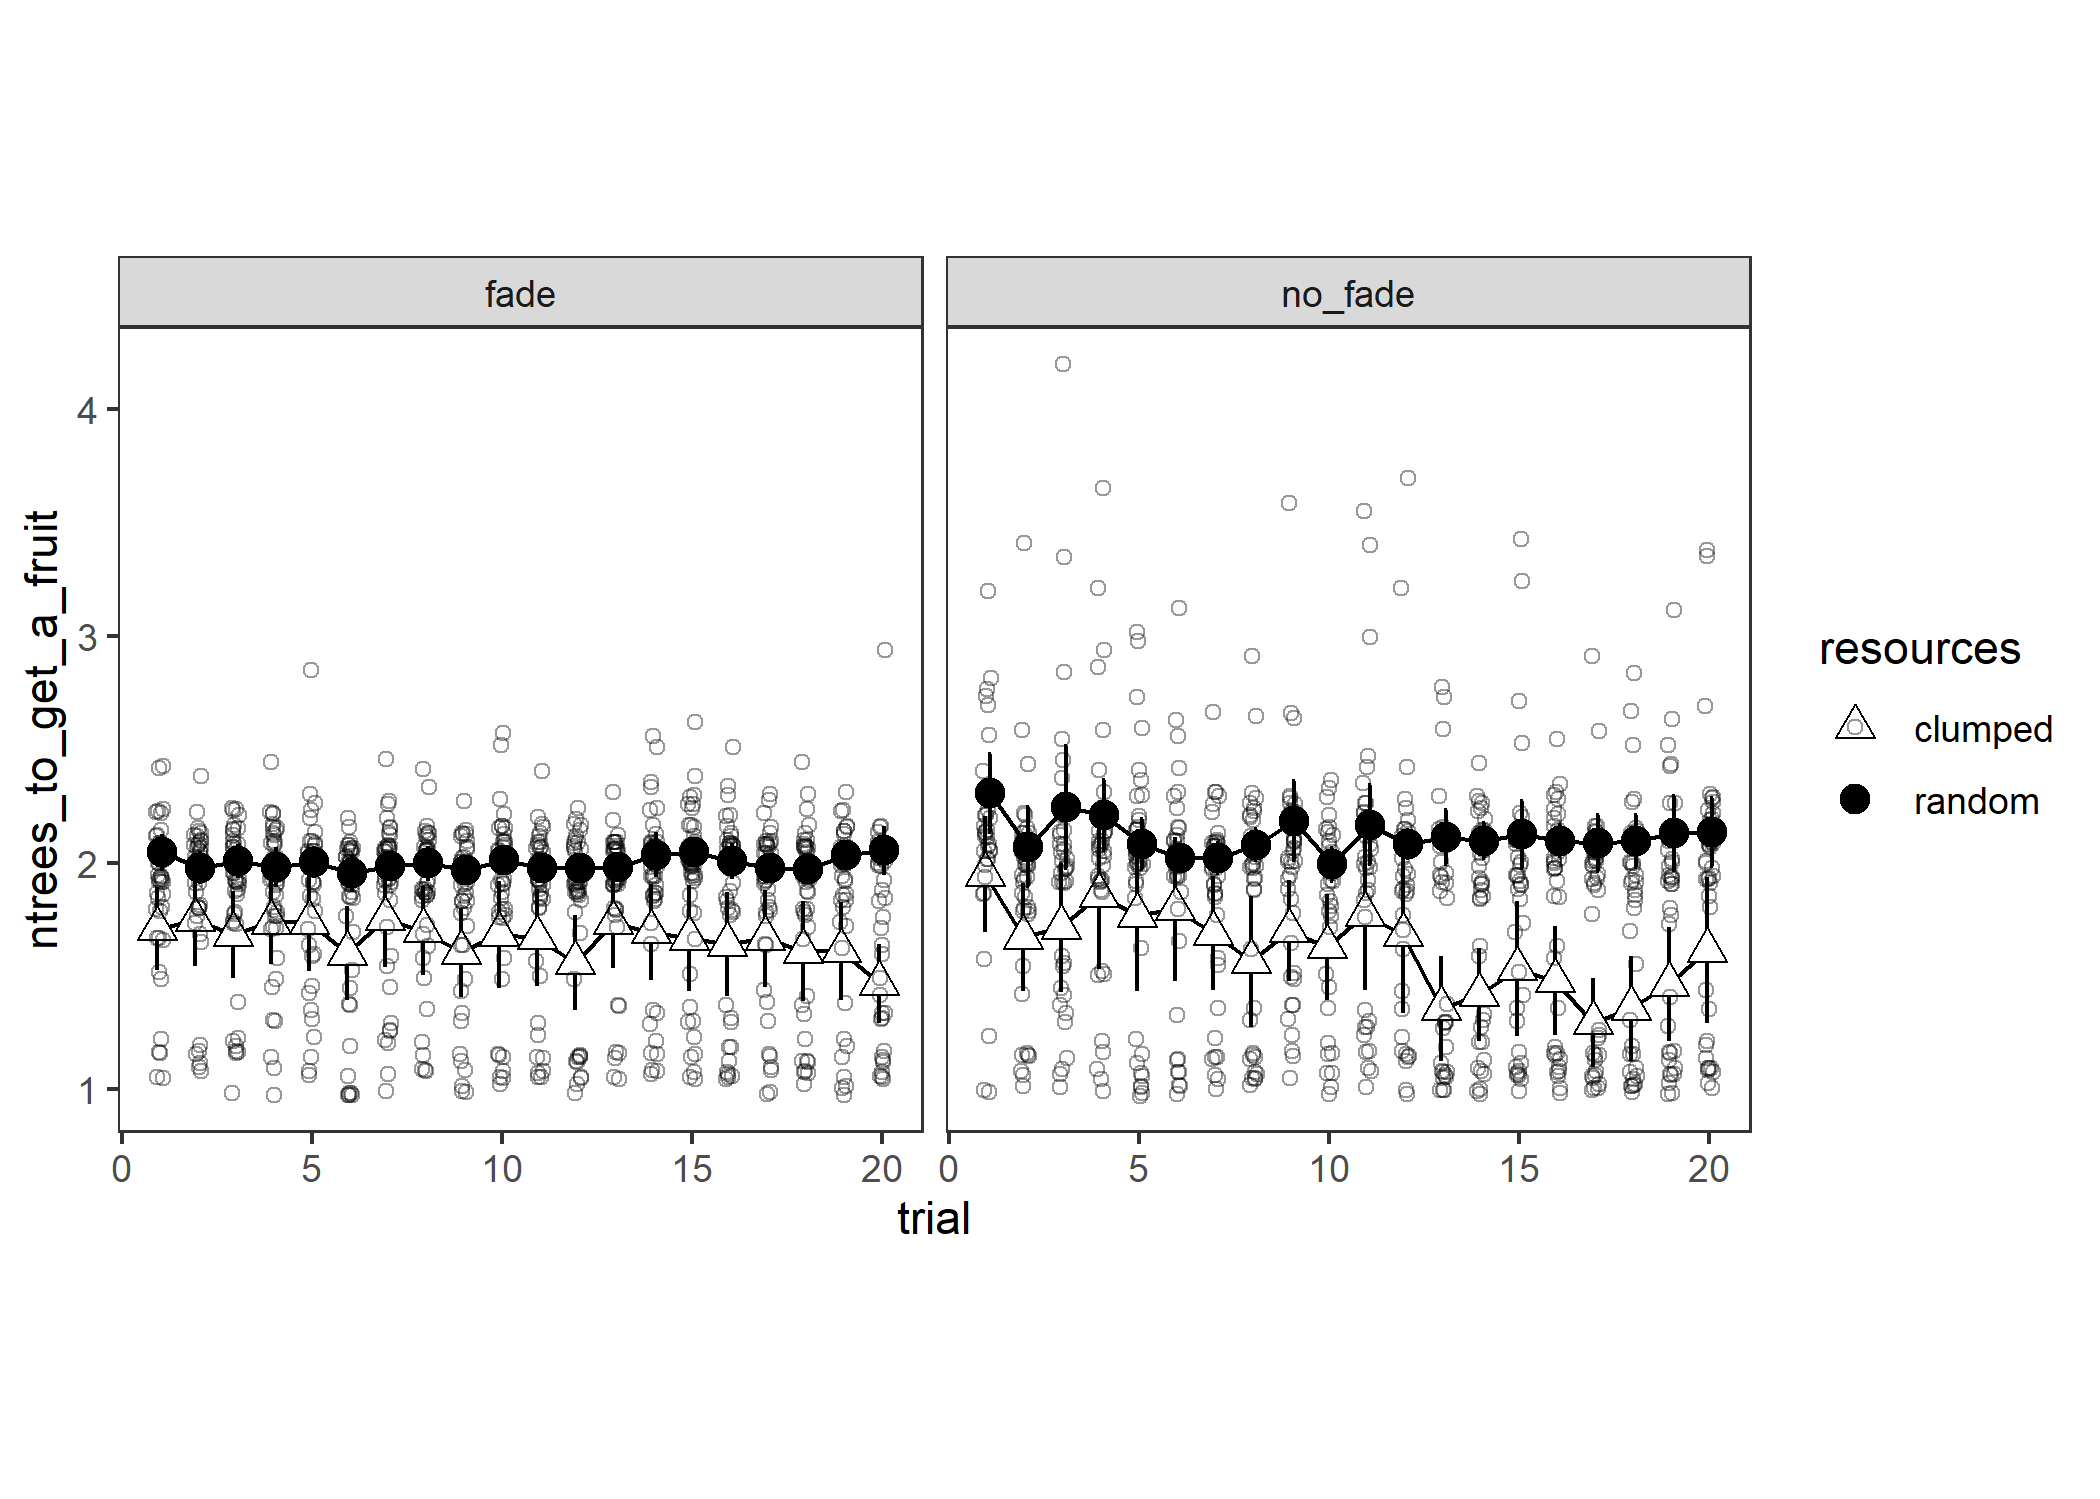 fade
no_fade
ntrees_to_get_a_fruit
4
3
2
1
0 5 10 15 20
0 5 10 15 20
trial
resources
clumped
random